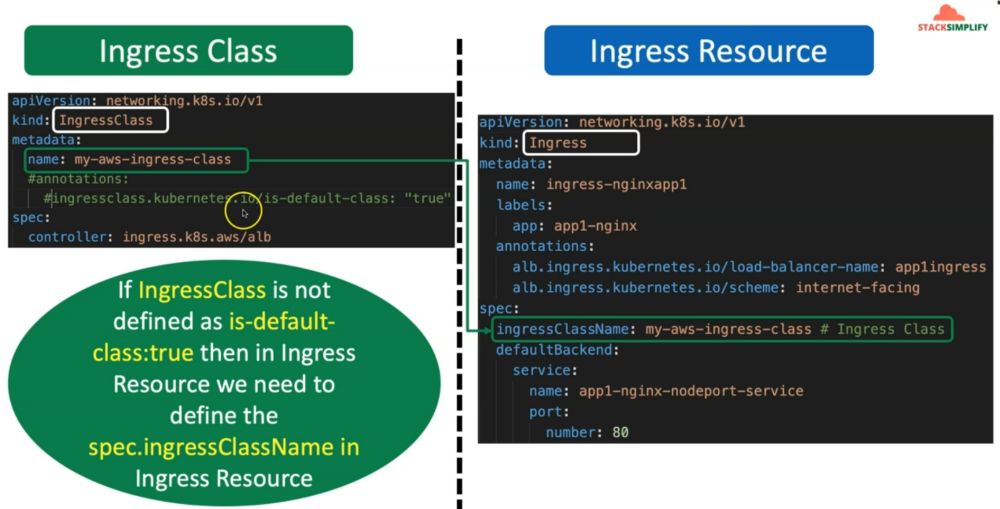 STACKSIMPLIFY
Ingress Class
apiVersion: networking.k8s.io/v1
kind: IngressClass
metadata:
  name: my-aws-ingress-class
  #annotations:
    #ingressclass.kubernetes.io/is-default-class: "true"
spec:
  controller: ingress.k8s.aws/alb
If IngressClass is not
defined as is-default-
class:true then in Ingress
Resource we need to
define the
spec.ingressClassName in
Ingress Resource
Ingress Resource
apiVersion: networking.k8s.io/v1
kind: Ingress
metadata:
  name: ingress-nginxapp1
  labels:
    app: app1-nginx
  annotations:
    alb.ingress.kubernetes.io/load-balancer-name: app1ingress
    alb.ingress.kubernetes.io/scheme: internet-facing
spec:
  ingressClassName: my-aws-ingress-class # Ingress Class
  defaultBackend:
    service:
      name: app1-nginx-nodeport-service
      port:
        number: 80